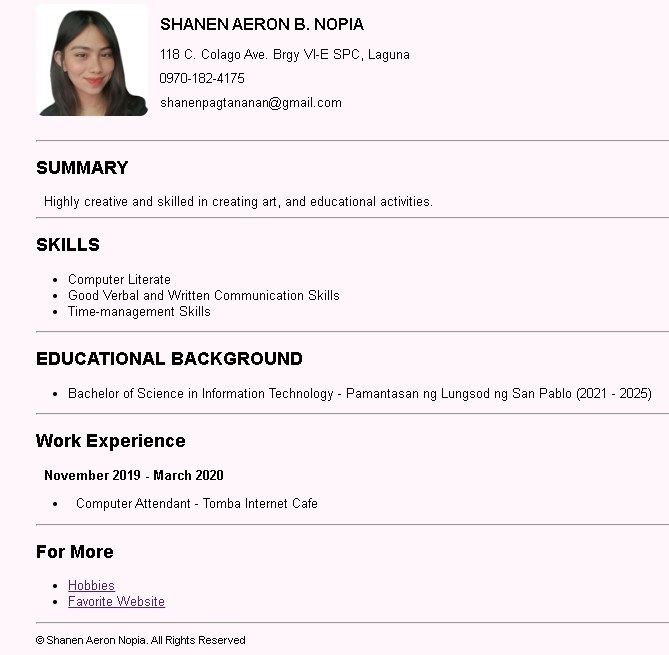 SHANEN AERON B. NOPIA
118 C. Colago Ave. Brgy VI-E SPC, Laguna
0970-182-4175
shanenpagtananan@gmail.com
SUMMARY
Highly creative and skilled in creating art, and educational activities.
SKILLS
• Computer Literate
• Good Verbal and Written Communication Skills
• Time-management Skills
EDUCATIONAL BACKGROUND
• Bachelor of Science in Information Technology - Pamantasan ng Lungsod ng San Pablo (2021 - 2025)
Work Experience
November 2019 - March 2020
• Computer Attendant - Tomba Internet Cafe
For More
• Hobbies
• Favorite Website
© Shanen Aeron Nopia. All Rights Reserved